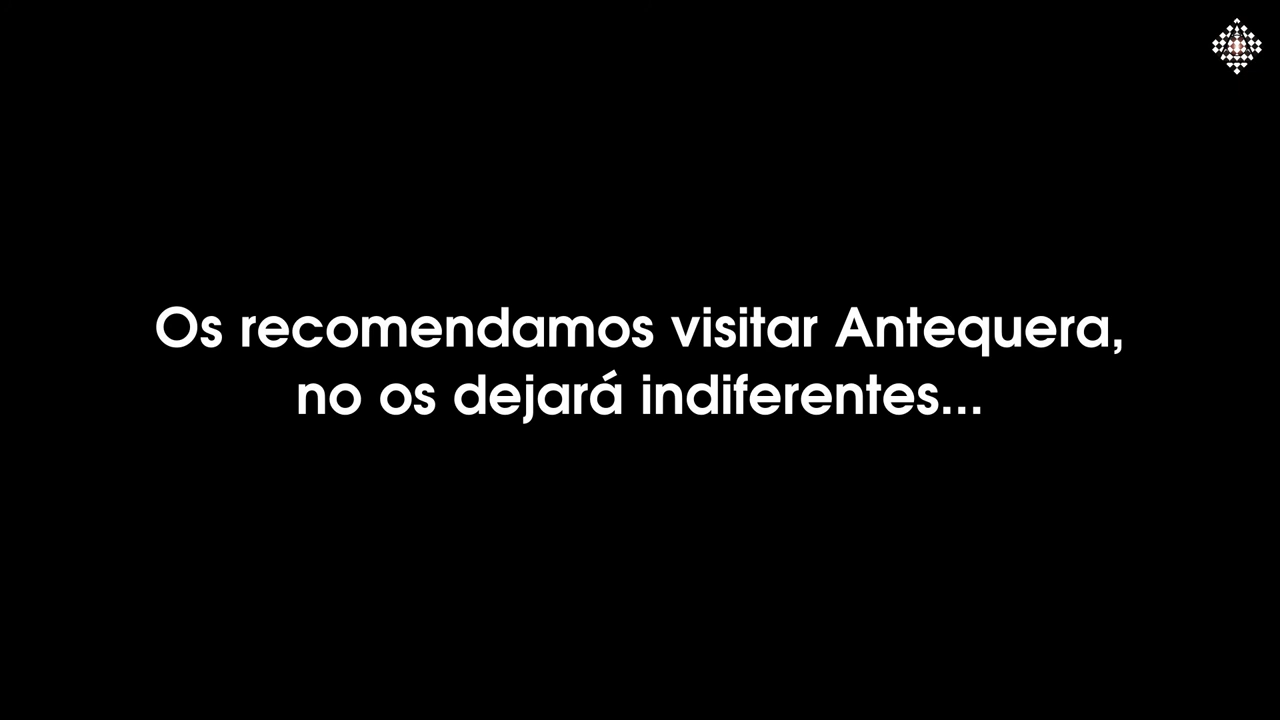 Os recomendamos visitar Antequera,
no os dejará indiferentes...